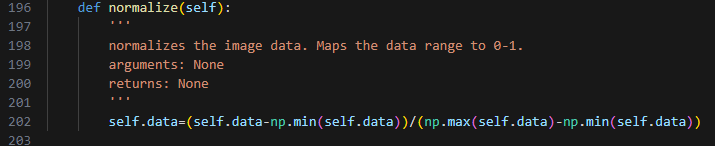 196 def normalize(self):
197 '''
198 normalizes the image data. Maps the data range to 0-1.
199 arguments: None
200 returns: None
201 '''
202 self.data=(self.data-np.min(self.data))/(np.max(self.data)-np.min(self.data))
203